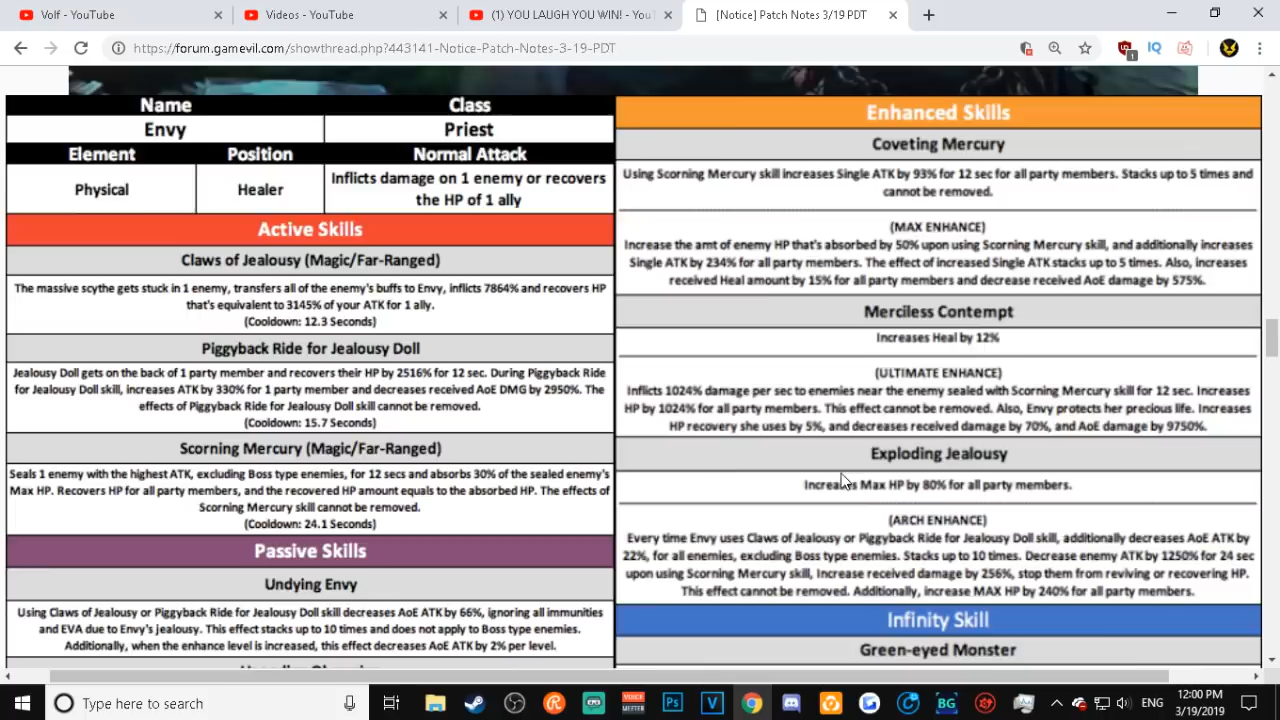 Volf - YouTube
Videos - YouTube
(1) YOU LAUGH YOU WIN! - YouT
[Notice] Patch Notes 3/19 PDT
https://forum.gamevil.com/showthread.php?443141-Notice-Patch-Notes-3-19-PDT
IQ
1
Name
Class
Envy
Priest
Element
Position
Normal Attack
Physical
Healer
Inflicts damage on 1 enemy or recovers
the HP of 1 ally
Active Skills
Claws of Jealousy (Magic/Far-Ranged)
The massive scythe gets stuck in 1 enemy, transfers all of the enemy's buffs to Envy, inflicts 7864% and recovers HP
that's equivalent to 3145% of your ATK for 1 ally.
(Cooldown: 12.3 Seconds)
Piggyback Ride for Jealousy Doll
Jealousy Doll gets on the back of 1 party member and recovers their HP by 2516% for 12 sec. During Piggyback Ride
for Jealousy Doll skill, increases ATK by 330% for 1 party member and decreases received AoE DMG by 2950%. The
effects of Piggyback Ride for Jealousy Doll skill cannot be removed.
(Cooldown: 15.7 Seconds)
Scorning Mercury (Magic/Far-Ranged)
Seals 1 enemy with the highest ATK, excluding Boss type enemies, for 12 secs and absorbs 30% of the sealed enemy's
Max HP. Recovers HP for all party members, and the recovered HP amount equals to the absorbed HP. The effects of
Scorning Mercury skill cannot be removed.
(Cooldown: 24.1 Seconds)
Passive Skills
Undying Envy
Using Claws of Jealousy or Piggyback Ride for Jealousy Doll skill decreases AoE ATK by 66%, ignoring all immunities
and EVA due to Envy's jealousy. This effect stacks up to 10 times and does not apply to Boss type enemies.
Additionally, when the enhance level is increased, this effect decreases AoE ATK by 2% per level.
Enhanced Skills
Coveting Mercury
Using Scorning Mercury skill increases Single ATK by 93% for 12 sec for all party members. Stacks up to 5 times and
cannot be removed.
(MAX ENHANCE)
Increase the amt of enemy HP that's absorbed by 50% upon using Scorning Mercury skill, and additionally increases
Single ATK by 234% for all party members. The effect of increased Single ATK stacks up to 5 times. Also, increases
received Heal amount by 15% for all party members and decrease received AoE damage by 575%.
Merciless Contempt
Increases Heal by 12%
(ULTIMATE ENHANCE)
Inflicts 1024% damage per sec to enemies near the enemy sealed with Scorning Mercury skill for 12 sec. Increases
HP by 1024% for all party members. This effect cannot be removed. Also, Envy protects her precious life. Increases
HP recovery she uses by 5%, and decreases received damage by 70%, and AoE damage by 9750%.
Exploding Jealousy
Increases Max HP by 80% for all party members.
(ARCH ENHANCE)
Every time Envy uses Claws of Jealousy or Piggyback Ride for Jealousy Doll skill, additionally decreases AoE ATK by
22%, for all enemies, excluding Boss type enemies. Stacks up to 10 times. Decrease enemy ATK by 1250% for 24 sec
upon using Scorning Mercury skill, Increase received damage by 256%, stop them from reviving or recovering HP.
This effect cannot be removed. Additionally, increase MAX HP by 240% for all party members.
Infinity Skill
Green-eyed Monster
Type here to search
VOICE
MEETER
Ps
V
BG
ENG
12:00 PM
3/19/2019